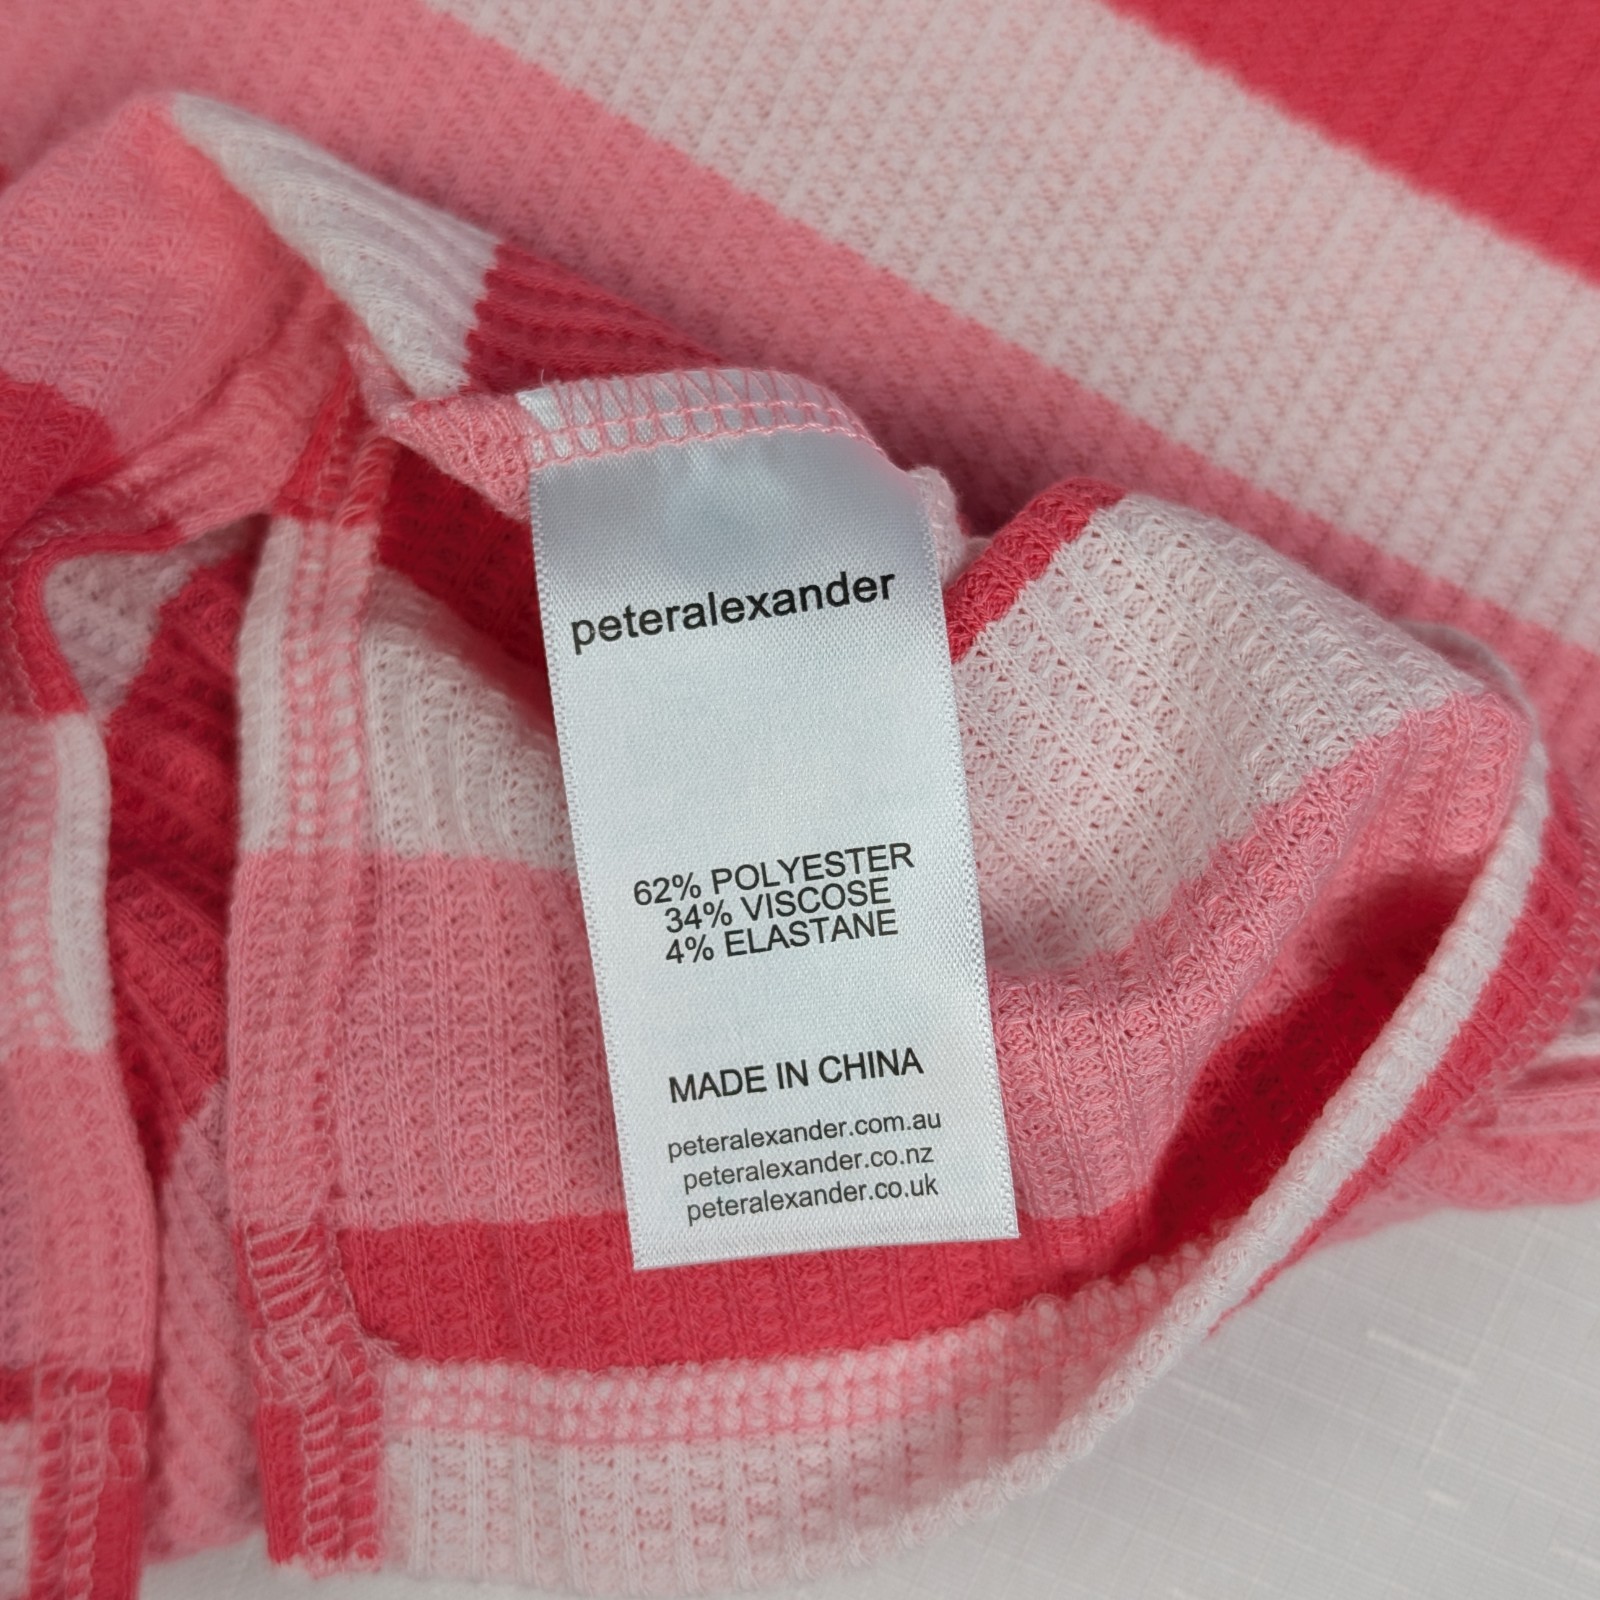 peteralexander
62% POLYESTER
34% VISCOSE
4% ELASTANE
MADE IN CHINA
peteralexander.com.au
peteralexander.co.nz
peteralexander.co.uk